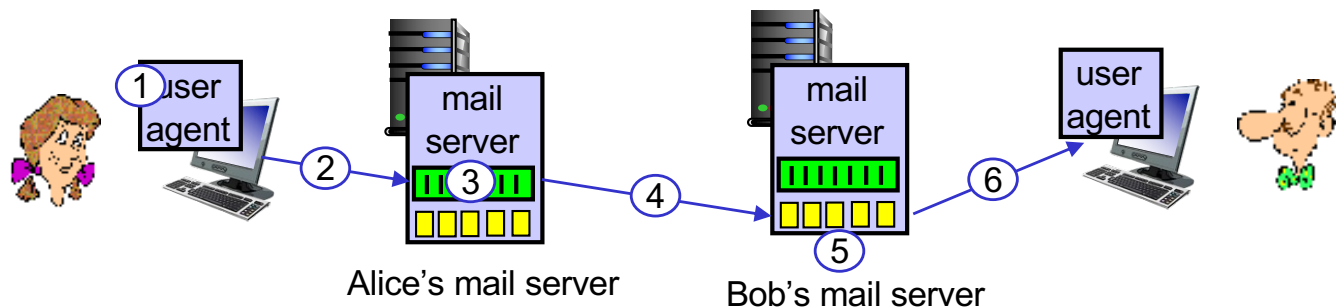 1
user
agent
2
mail
server
3
Alice's mail server
4
mail
server
5
Bob's mail server
6
user
agent